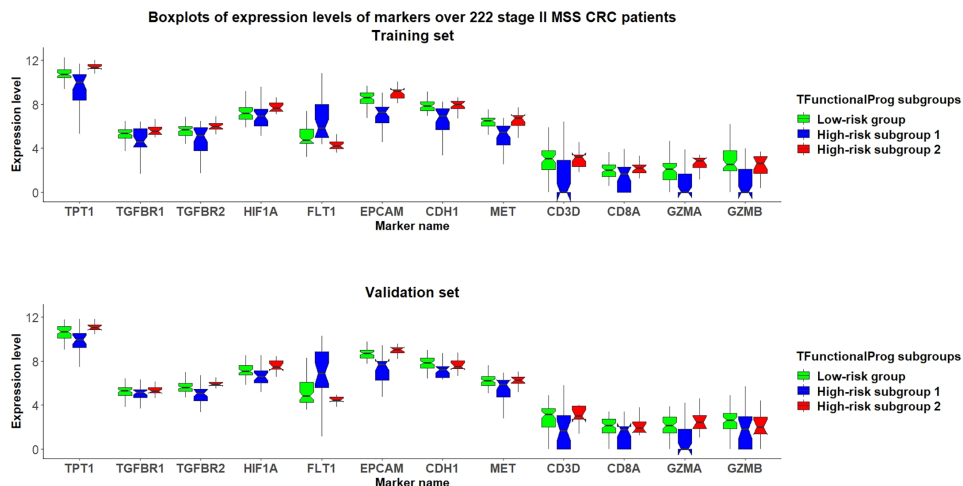 Boxplots of expression levels of markers over 222 stage II MSS CRC patients
Training set
Expression level
12
8
4
0
TPT1 TGFBR1 TGFBR2 HIF1A FLT1 EPCAM CDH1 MET CD3D CD8A GZMA GZMB
Marker name
TFunctionalProg subgroups
Low-risk group
High-risk subgroup 1
High-risk subgroup 2
Validation set
Expression level
12
8
4
0
TPT1 TGFBR1 TGFBR2 HIF1A FLT1 EPCAM CDH1 MET CD3D CD8A GZMA GZMB
Marker name
TFunctionalProg subgroups
Low-risk group
High-risk subgroup 1
High-risk subgroup 2